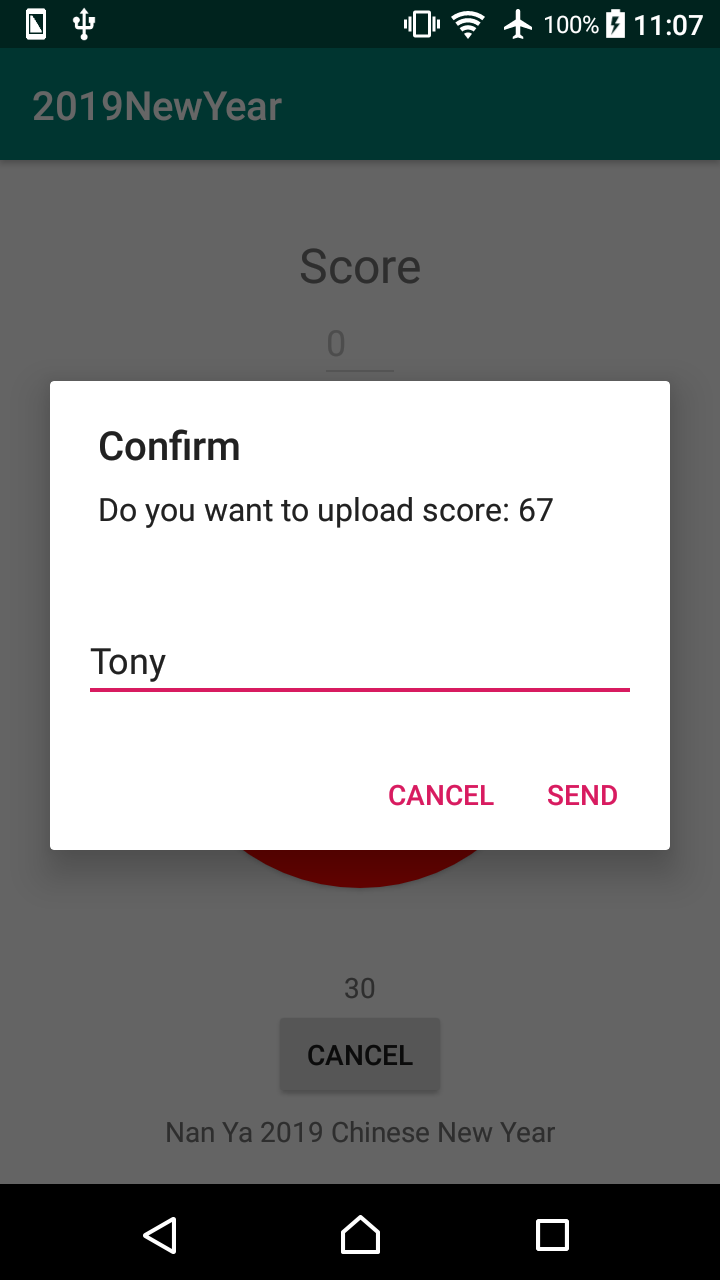 100% 11:07
2019NewYear
Score
0
Confirm
Do you want to upload score: 67
Tony
CANCEL SEND
30
CANCEL
Nan Ya 2019 Chinese New Year